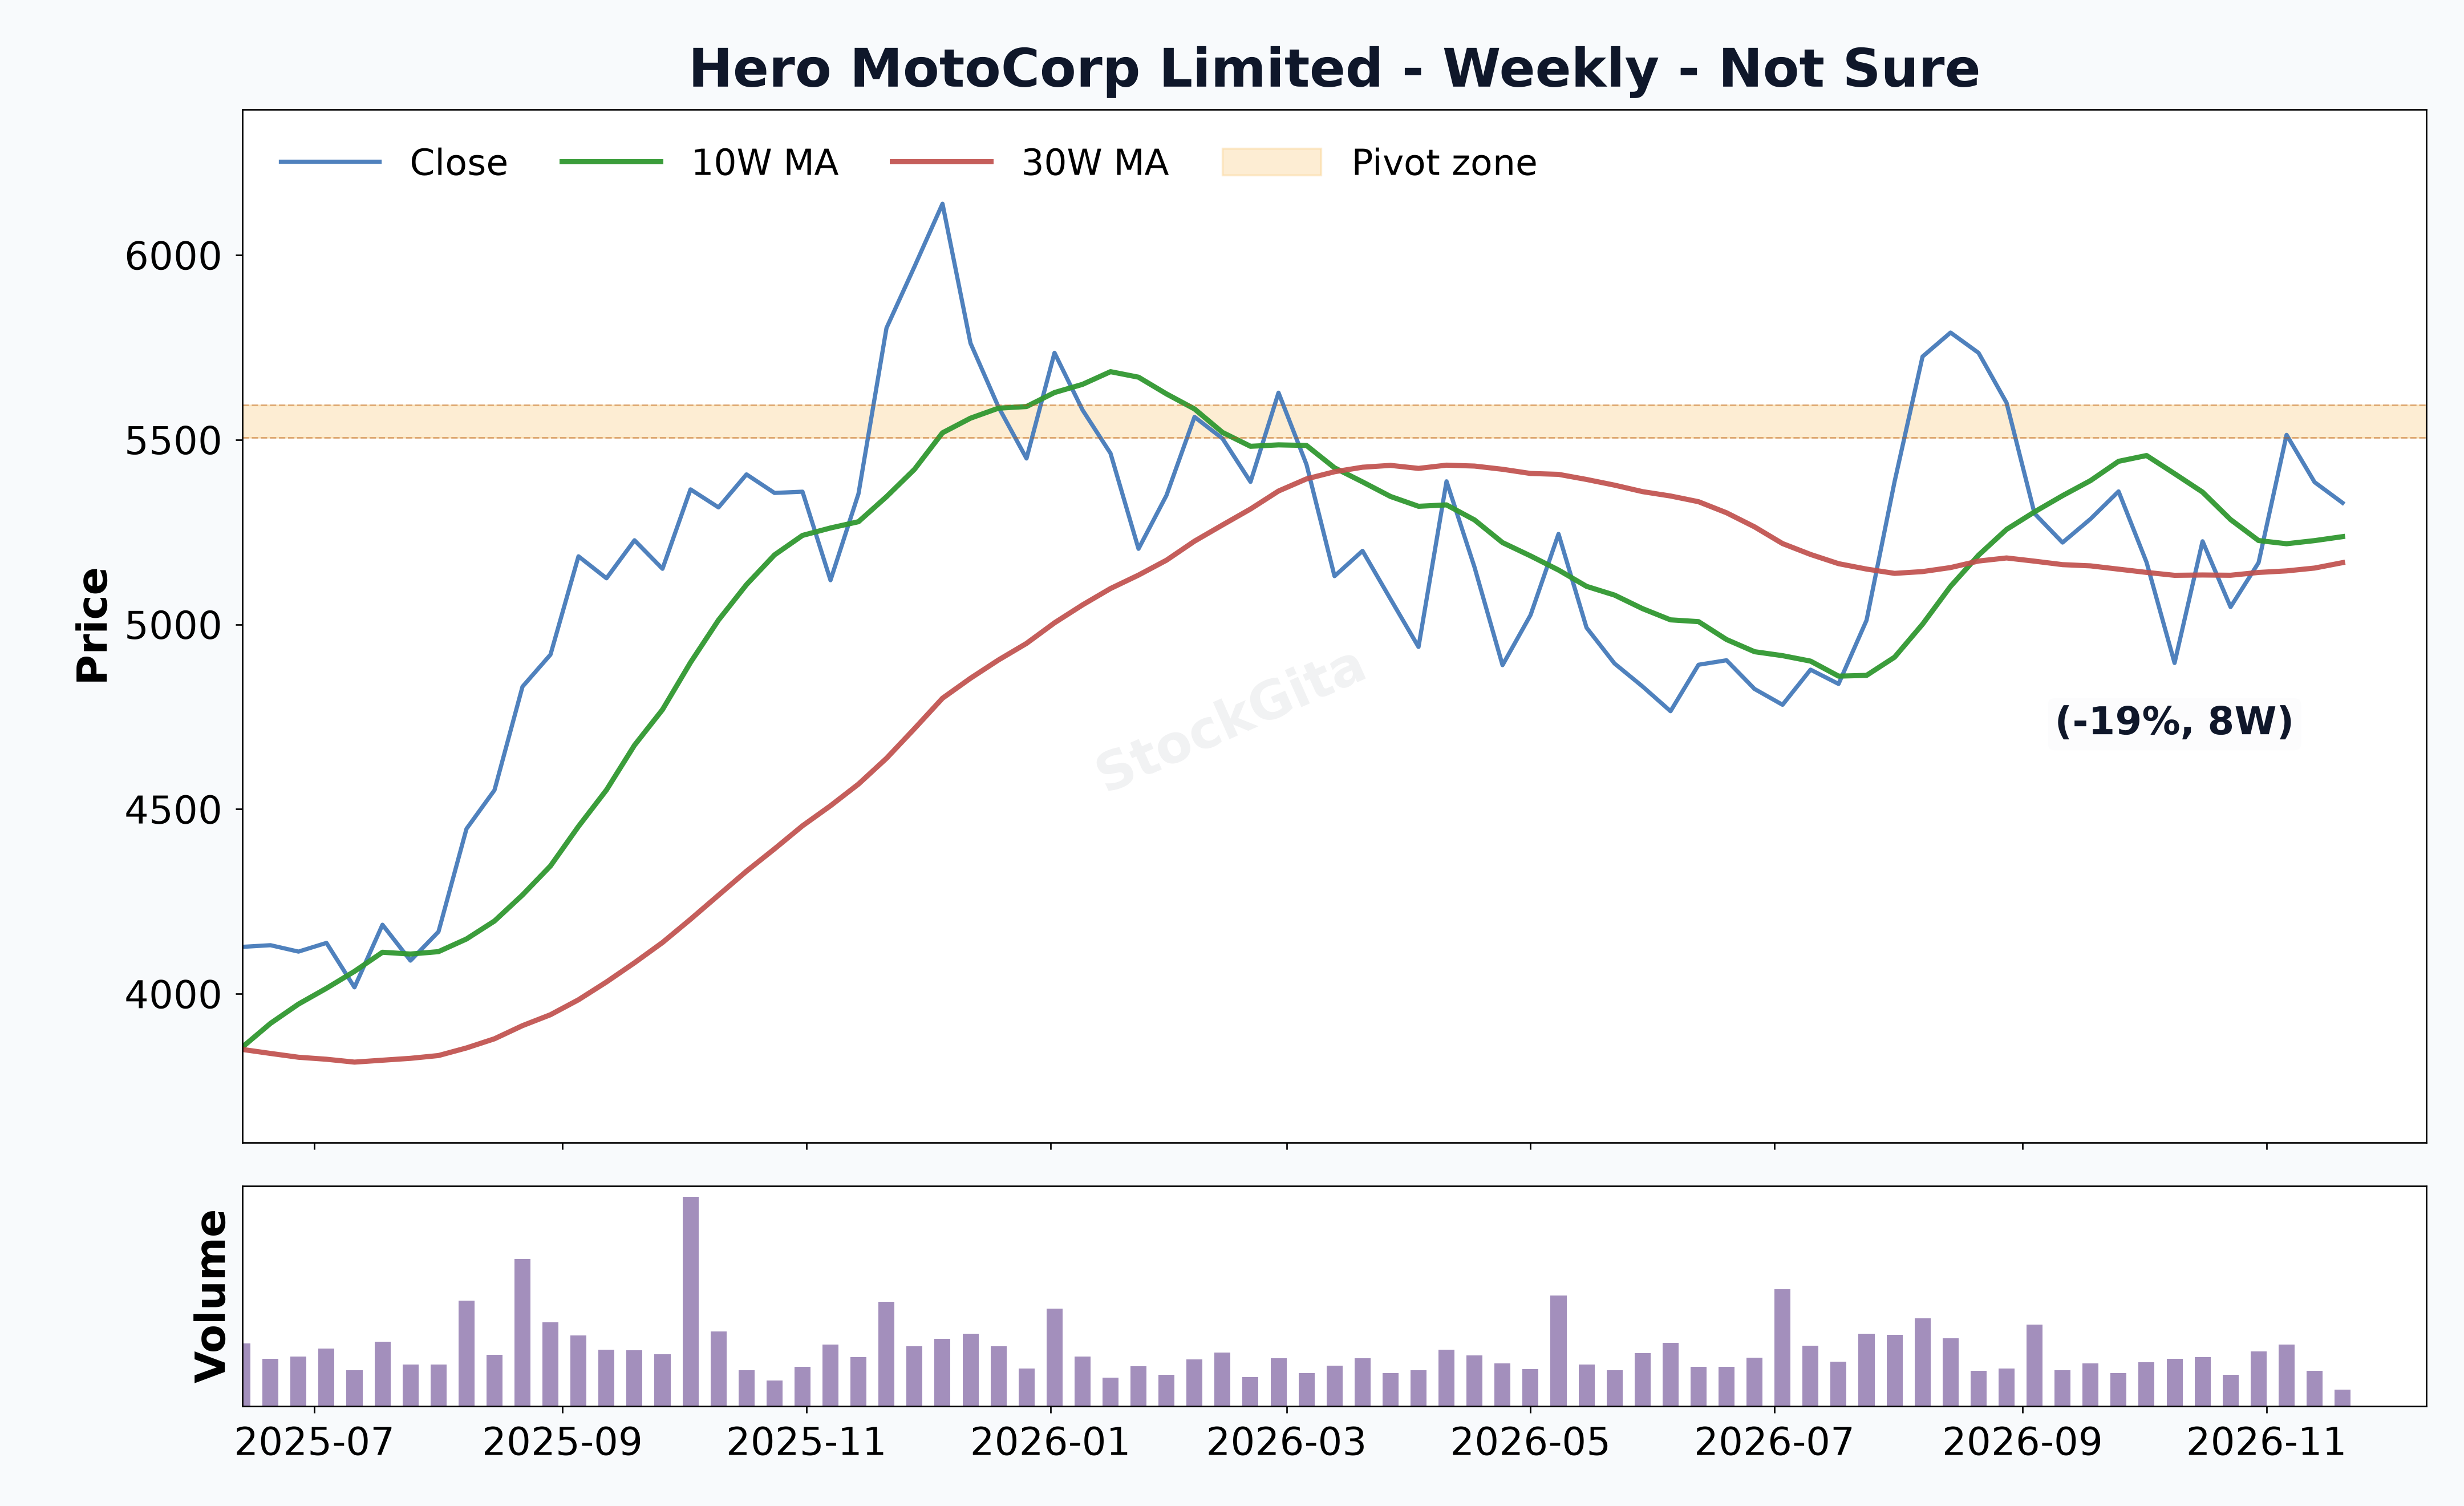 Hero MotoCorp Limited - Weekly - Not Sure
Close 10W MA 30W MA Pivot zone
6000
5500
5000
4500
4000
Price
StockGita
(-19%, 8W)
Volume
2025-07 2025-09 2025-11 2026-01 2026-03 2026-05 2026-07 2026-09 2026-11